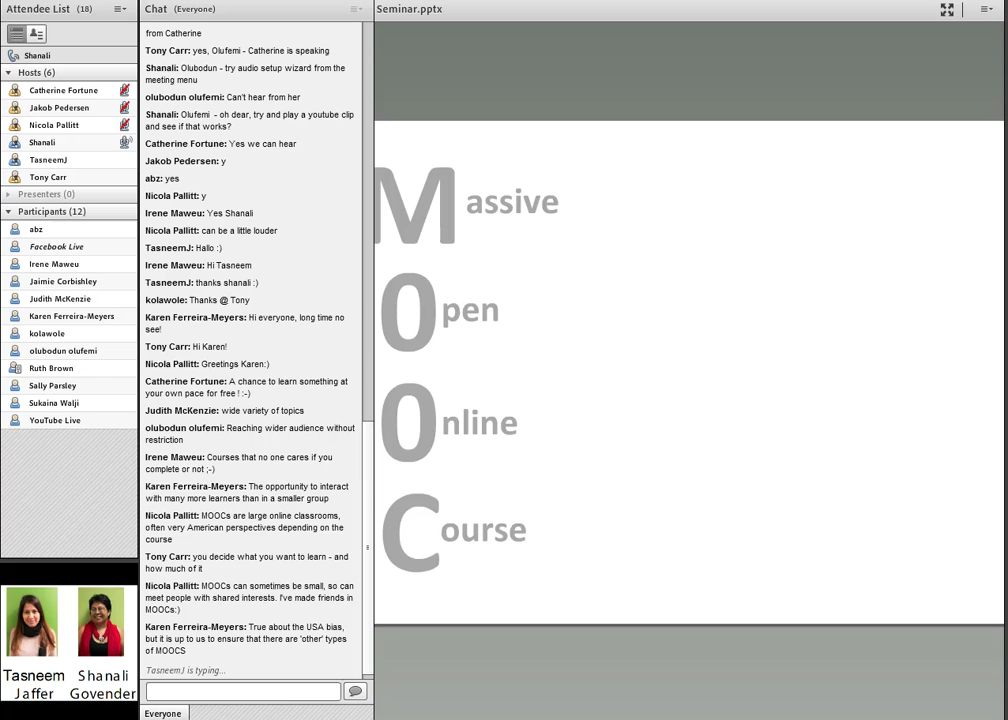 Attendee List (18)
Shanali
Hosts (6)
Catherine Fortune
Jakob Pedersen
Nicola Pallitt
Shanali
TasneemJ
Tony Carr
Presenters (0)
Participants (12)
abz
Facebook Live
Irene Maweu
Jaimie Corbishley
Judith McKenzie
Karen Ferreira-Meyers
kolawole
olubodun olufemi
Ruth Brown
Sally Parsley
Sukaina Walji
YouTube Live
Tasneem
Jaffer
Shanali
Govender
Chat (Everyone)
from Catherine
Tony Carr: yes, Olufemi - Catherine is speaking
Shanali: Olubodun - try audio setup wizard from the
meeting menu
olubodun olufemi: Can't hear from her
Shanali: Olufemi - oh dear, try and play a youtube clip
and see if that works?
Catherine Fortune: Yes we can hear
Jakob Pedersen: y
abz: yes
Nicola Pallitt: y
Irene Maweu: Yes Shanali
Nicola Pallitt: can be a little louder
TasneemJ: Hallo :)
Irene Maweu: Hi Tasneem
TasneemJ: thanks shanali :)
kolawole: Thanks @ Tony
Karen Ferreira-Meyers: Hi everyone, long time no
see!
Tony Carr: Hi Karen!
Nicola Pallitt: Greetings Karen:)
Catherine Fortune: A chance to learn something at
your own pace for free ! :-)
Judith McKenzie: wide variety of topics
olubodun olufemi: Reaching wider audience without
restriction
Irene Maweu: Courses that no one cares if you
complete or not ;-)
Karen Ferreira-Meyers: The opportunity to interact
with many more learners than in a smaller group
Nicola Pallitt: MOOCs are large online classrooms,
often very American perspectives depending on the
course
Tony Carr: you decide what you want to learn - and
how much of it
Nicola Pallitt: MOOCs can sometimes be small, so can
meet people with shared interests. I've made friends in
MOOCs:)
Karen Ferreira-Meyers: True about the USA bias,
but it is up to us to ensure that there are 'other' types
of MOOCS
TasneemJ is typing...
Everyone
Seminar.pptx
Massive
Open
Online
Course